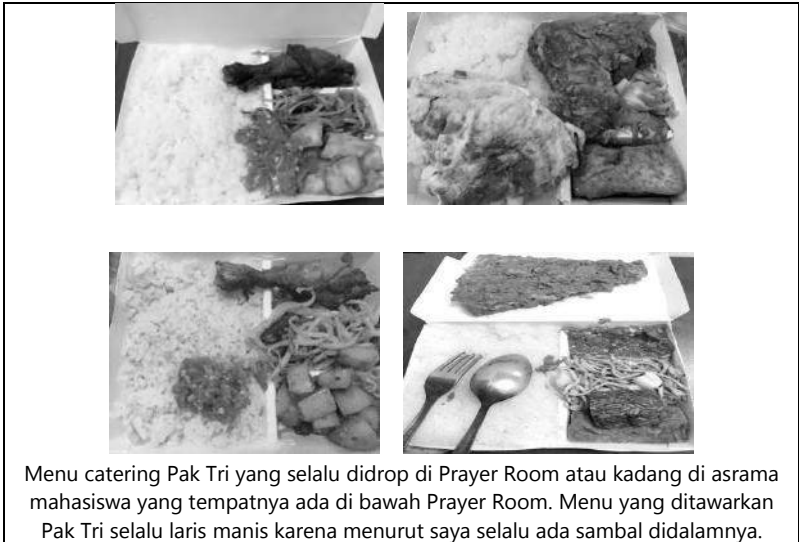 Menu catering Pak Tri yang selalu didrop di Prayer Room atau kadang di asrama
mahasiswa yang tempatnya ada di bawah Prayer Room. Menu yang ditawarkan
Pak Tri selalu laris manis karena menurut saya selalu ada sambal didalamnya.